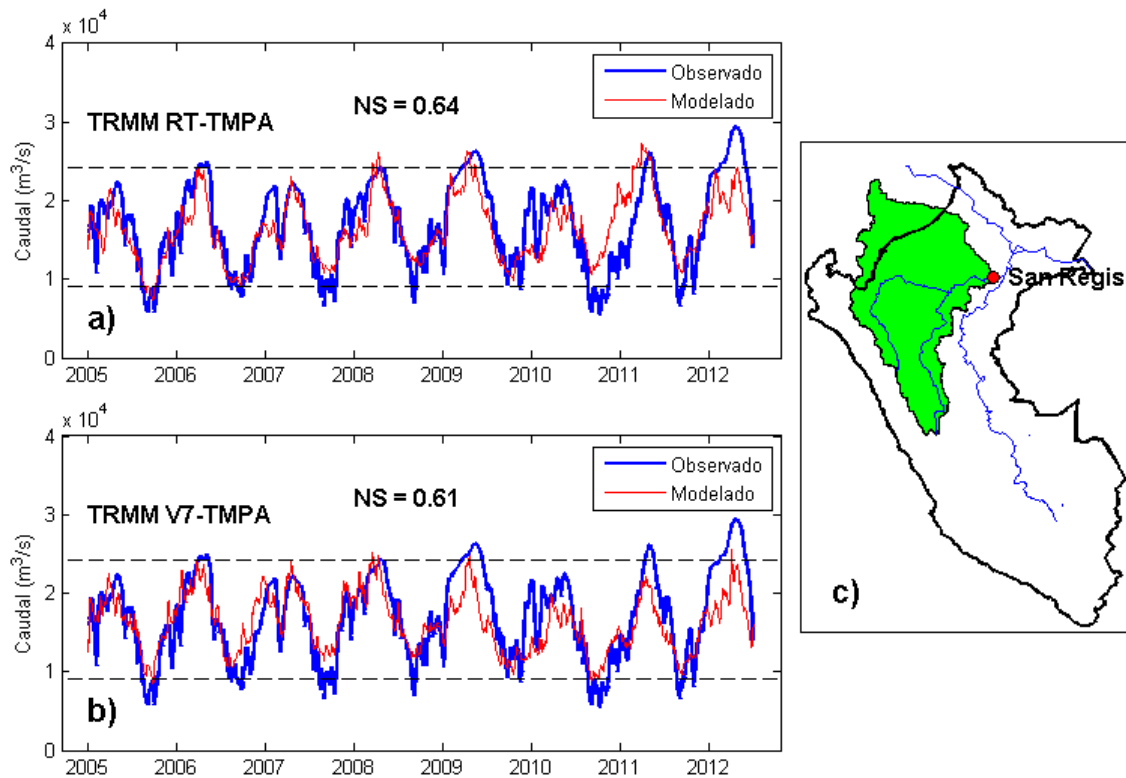 x 10^4
4
3
2
1
0
Caudal (m³/s)
TRMM RT-TMPA
NS = 0.64
Observado
Modelado
a)
2005 2006 2007 2008 2009 2010 2011 2012
x 10^4
4
3
2
1
0
Caudal (m³/s)
TRMM V7-TMPA
NS = 0.61
Observado
Modelado
b)
2005 2006 2007 2008 2009 2010 2011 2012
San Regis
c)